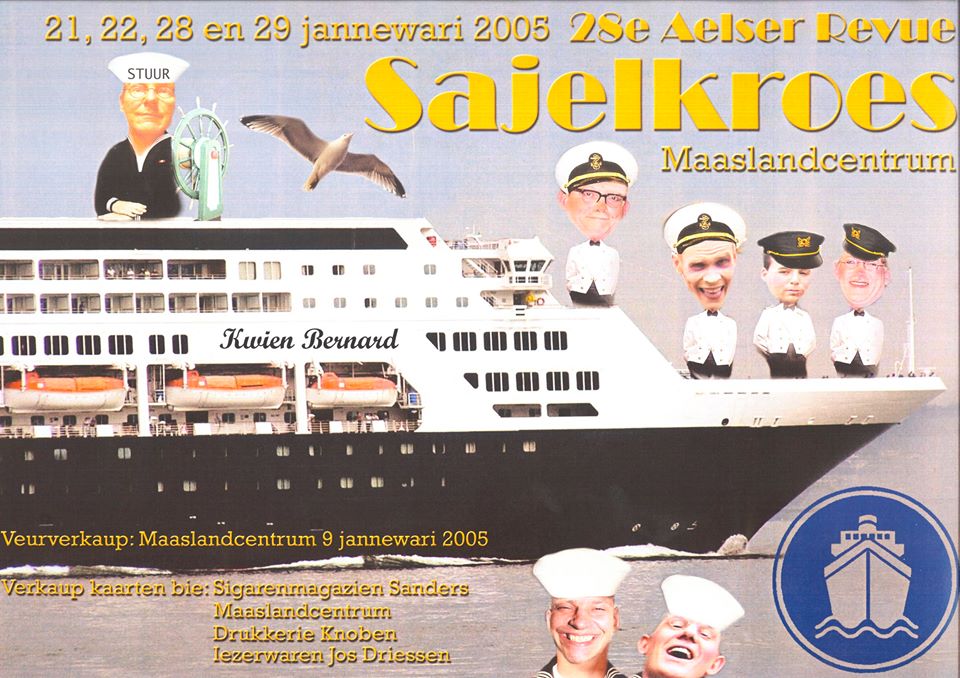 21, 22, 28 en 29 jannewari 2005 28e Aelser Revue
Sajelkroes
Maaslandcentrum
STUUR
Kwien Bernard
Veurverkaup: Maaslandcentrum 9 jannewari 2005
Verkaup kaarten bie: Sigarenmagazien Sanders
Maaslandcentrum
Drukkerie Knoben
Iezerwaren Jos Driessen